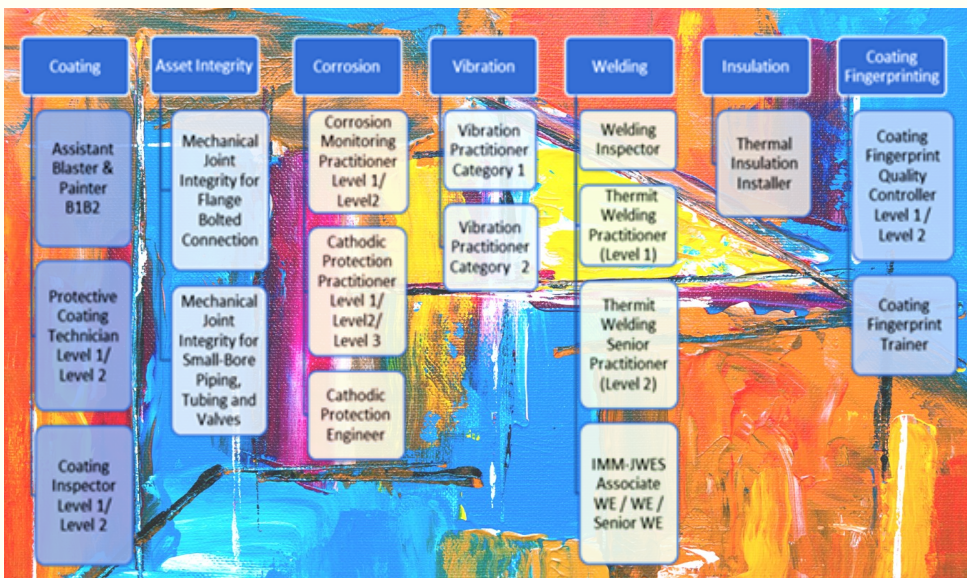 Coating
Assistant
Blaster &
Painter
B1B2
Protective
Coating
Technician
Level 1/
Level 2
Coating
Inspector
Level 1/
Level 2
Asset Integrity
Mechanical
Joint
Integrity for
Flange
Bolted
Connection
Mechanical
Joint
Integrity for
Small-Bore
Piping,
Tubing and
Valves
Corrosion
Corrosion
Monitoring
Practitioner
Level 1/
Level2
Cathodic
Protection
Practitioner
Level 1/
Level2/
Level 3
Cathodic
Protection
Engineer
Vibration
Vibration
Practitioner
Category 1
Vibration
Practitioner
Category 2
Welding
Welding
Inspector
Thermit
Welding
Practitioner
(Level 1)
Thermit
Welding
Senior
Practitioner
(Level 2)
IMM-JWES
Associate
WE / WE /
Senior WE
Insulation
Thermal
Insulation
Installer
Coating
Fingerprinting
Coating
Fingerprint
Quality
Controller
Level 1 /
Level 2
Coating
Fingerprint
Trainer